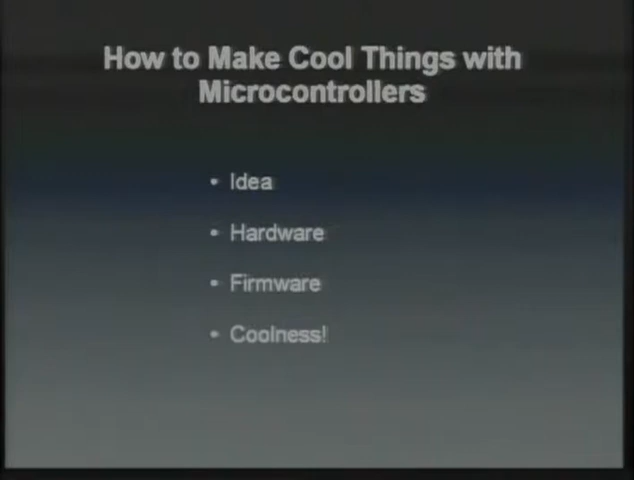 How to Make Cool Things with
Microcontrollers
• Idea
• Hardware
• Firmware
• Coolness!